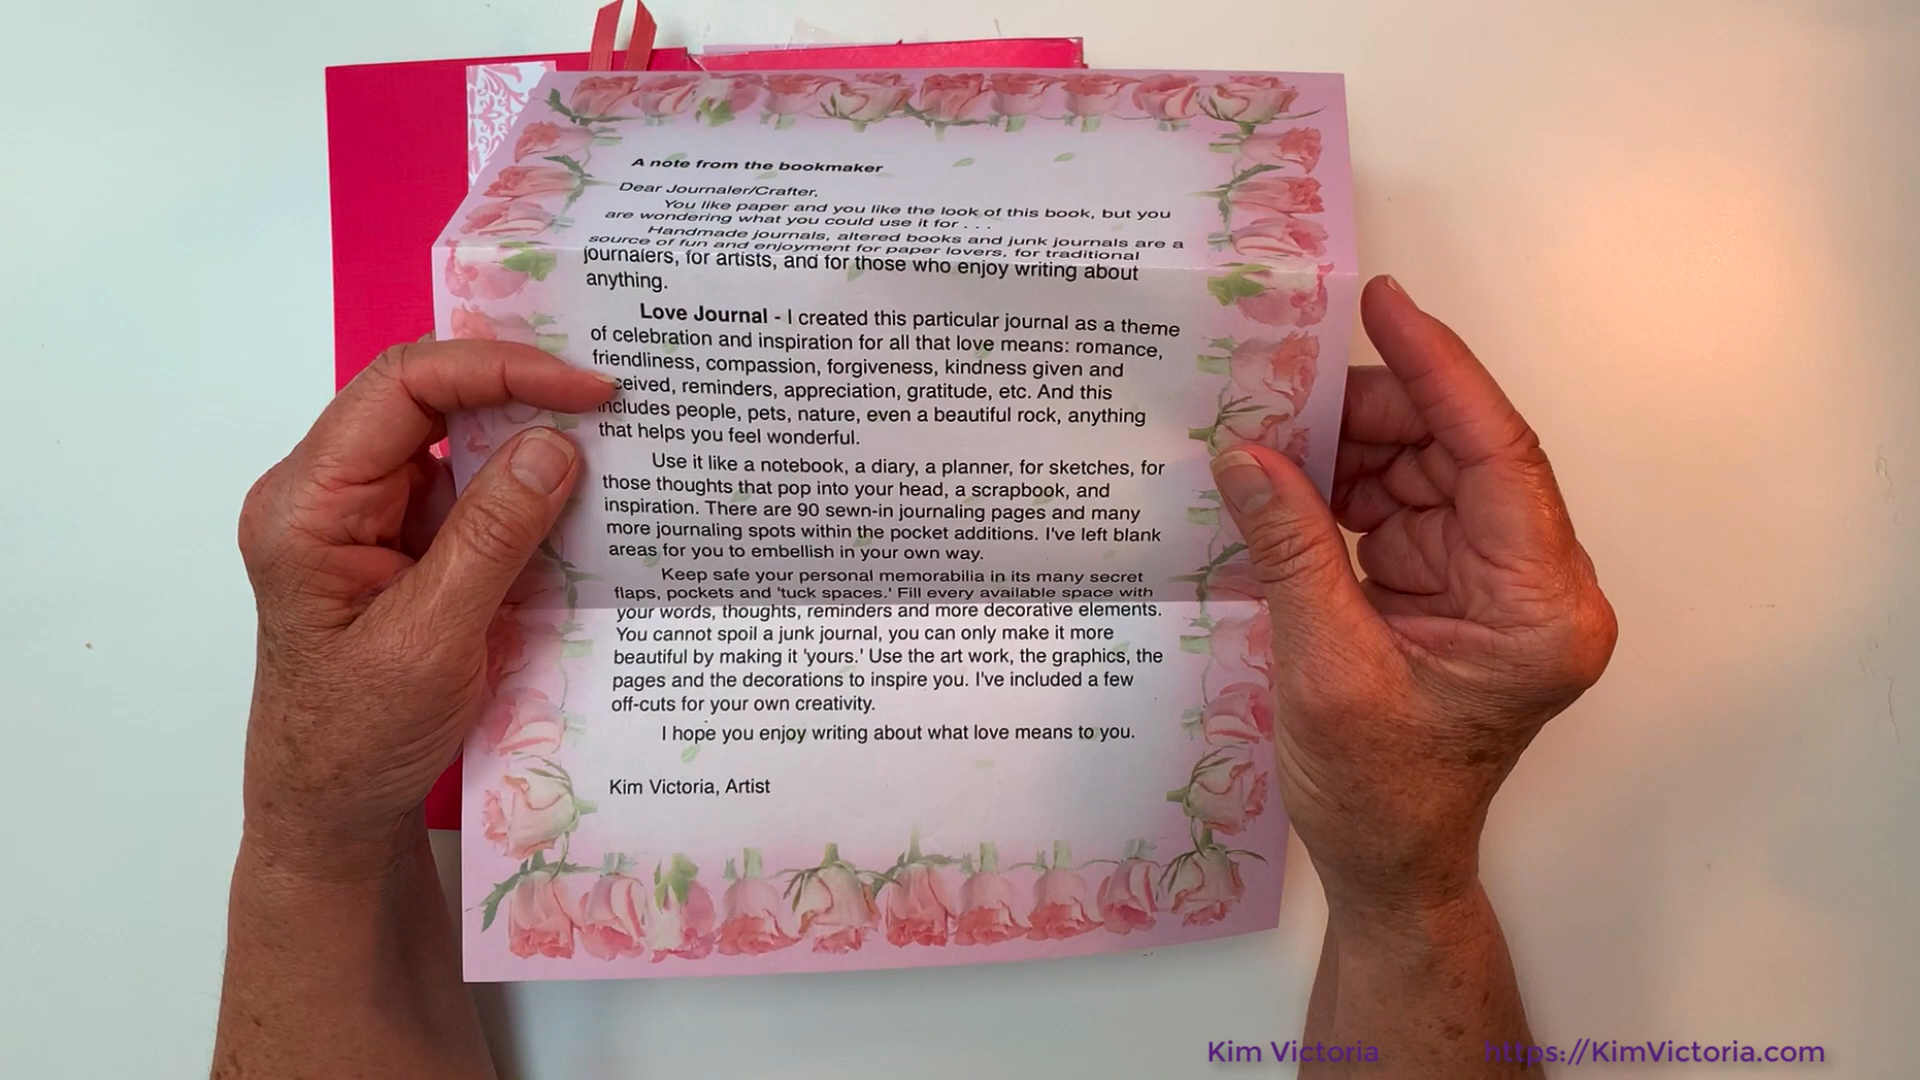 A note from the bookmaker
Dear Journaler/Crafter,
You like paper and you like the look of this book, but you
are wondering what you could use it for . . .
Handmade journals, altered books and junk journals are a
source of fun and enjoyment for paper lovers, for traditional
journalers, for artists, and for those who enjoy writing about
anything.
Love Journal - I created this particular journal as a theme
of celebration and inspiration for all that love means: romance,
friendliness, compassion, forgiveness, kindness given and
ceived, reminders, appreciation, gratitude, etc. And this
includes people, pets, nature, even a beautiful rock, anything
that helps you feel wonderful.
Use it like a notebook, a diary, a planner, for sketches, for
those thoughts that pop into your head, a scrapbook, and
inspiration. There are 90 sewn-in journaling pages and many
more journaling spots within the pocket additions. I've left blank
areas for you to embellish in your own way.
Keep safe your personal memorabilia in its many secret
flaps, pockets and 'tuck spaces.' Fill every available space with
your words, thoughts, reminders and more decorative elements.
You cannot spoil a junk journal, you can only make it more
beautiful by making it 'yours.' Use the art work, the graphics, the
pages and the decorations to inspire you. I've included a few
off-cuts for your own creativity.
I hope you enjoy writing about what love means to you.
Kim Victoria, Artist
Kim Victoria
https://KimVictoria.com